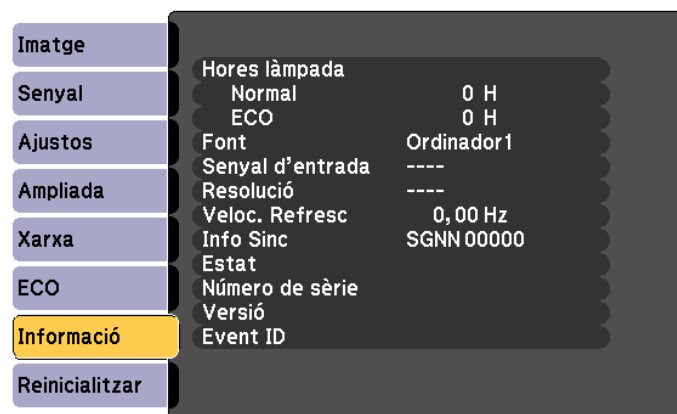 Imatge
Senyal
Ajustos
Ampliada
Xarxa
ECO
Informació
Reinicialitzar
Hores làmpada
Normal 0 H
ECO 0 H
Font Ordinador1
Senyal d’entrada ----
Resolució ----
Veloc. Refresc 0,00 Hz
Info Sinc SGNN 00000
Estat
Número de sèrie
Versió
Event ID